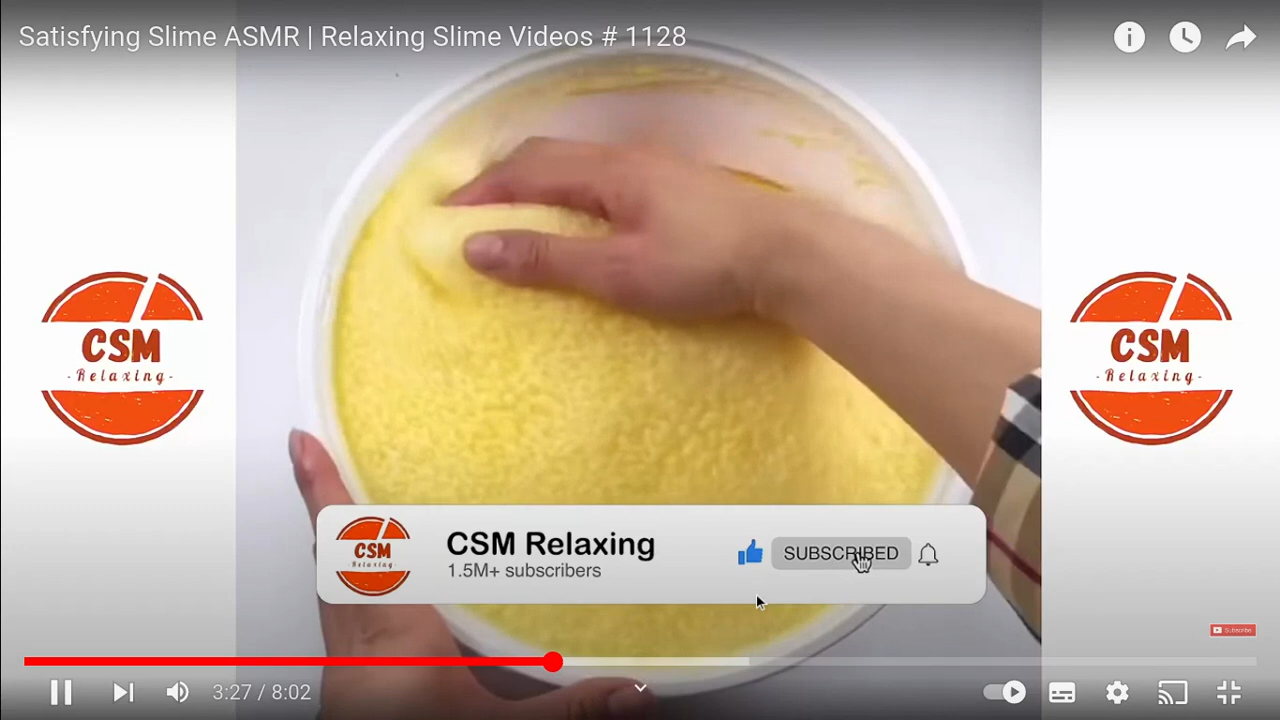 Satisfying Slime ASMR | Relaxing Slime Videos # 1128
CSM
- Relaxing -
CSM
- Relaxing -
CSM
- Relaxing -
CSM Relaxing
1.5M+ subscribers
SUBSCRIBED
Subscribe
3:27 / 8:02